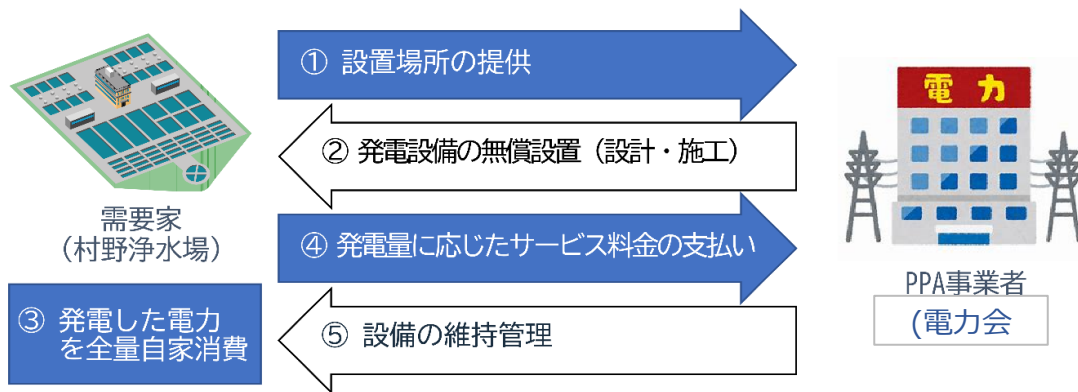 ① 設置場所の提供
② 発電設備の無償設置（設計・施工）
④ 発電量に応じたサービス料金の支払い
⑤ 設備の維持管理
需要家
（村野浄水場）
③ 発電した電力
を全量自家消費
電力
PPA事業者
(電力会